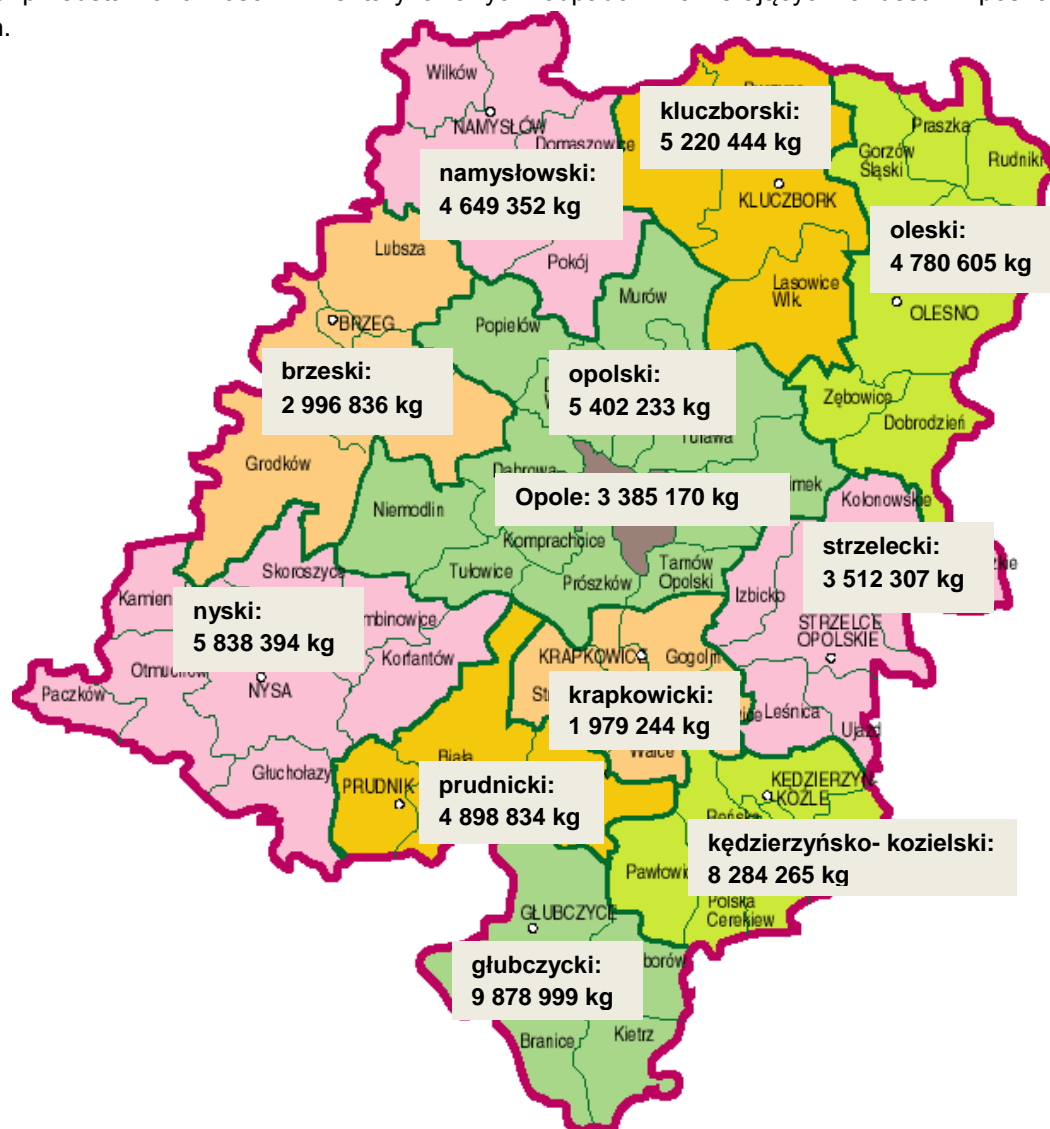 Wilków
NAMYSŁÓW
Domaszowice
kluczborski:
5 220 444 kg
Praszka
Gorzów
Śląski
Rudniki
namysłowski:
4 649 352 kg
KLUCZBORK
oleski:
4 780 605 kg
Lubsza
Pokój
Murów
Lasowice
Wlk.
OLESNO
BRZEG
Popielów
brzeski:
2 996 836 kg
opolski:
5 402 233 kg
Zębowice
Dobrodzień
Grodków
Niemodlin
Opole: 3 385 170 kg
Kolonowskie
Komprachcice
strzelecki:
3 512 307 kg
Skoroszyce
Tułowice
Prószków
Tarnów
Opolski
Izbicko
nyski:
5 838 394 kg
STRZELCE
OPOLSKIE
Korfantów
KRAPKOWICE
Gogolin
Otmuchów
Paczków
NYSA
krapkowicki:
1 979 244 kg
Leśnica
Ujazd
Walce
Biała
Głuchołazy
PRUDNIK
prudnicki:
4 898 834 kg
KĘDZIERZYN-
KOŹLE
kędzierzyńsko- kozielski:
8 284 265 kg
Polska
Cerekiew
GŁUBCZYCE
głubczycki:
9 878 999 kg
Branice
Kietrz